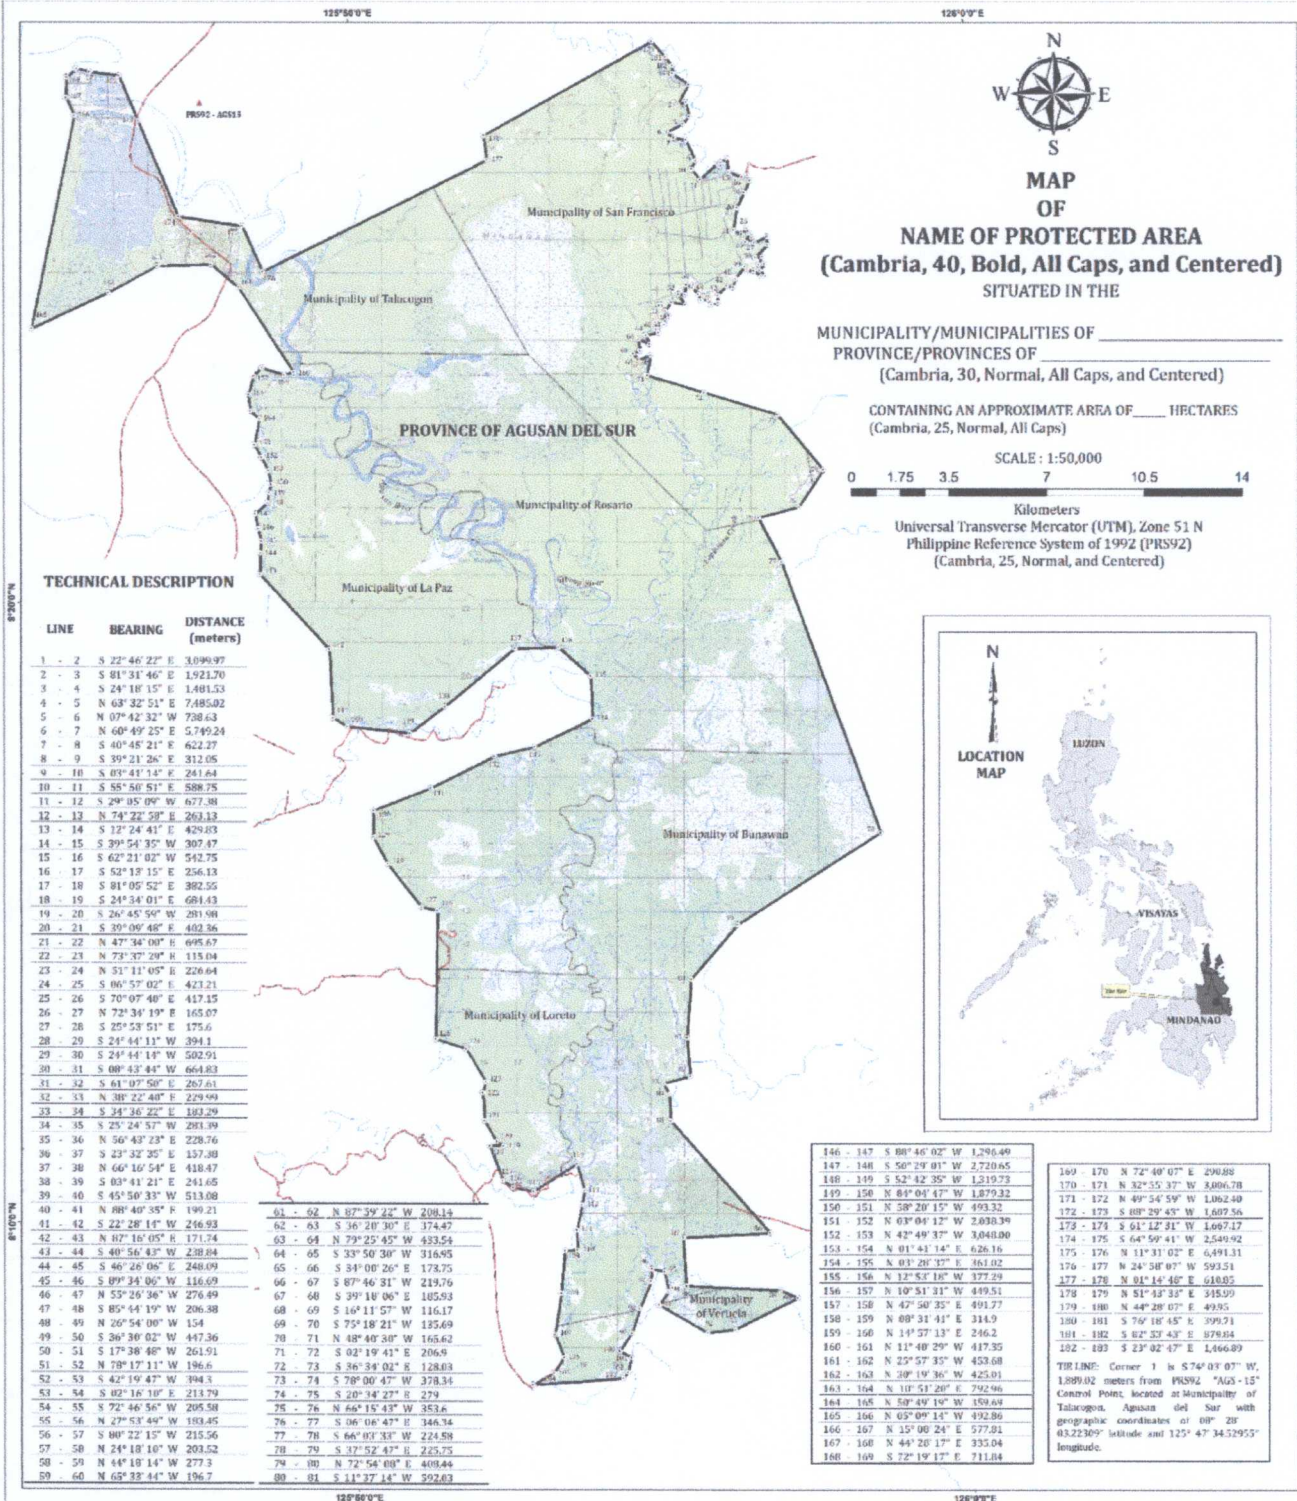 125°50'0"E
126°0'0"E
N
W E
S
PRS92 - AGS15
MAP
OF
NAME OF PROTECTED AREA
(Cambria, 40, Bold, All Caps, and Centered)
SITUATED IN THE
MUNICIPALITY/MUNICIPALITIES OF
PROVINCE/PROVINCES OF
(Cambria, 30, Normal, All Caps, and Centered)
CONTAINING AN APPROXIMATE AREA OF____ HECTARES
(Cambria, 25, Normal, All Caps)
SCALE : 1:50,000
0 1.75 3.5 7 10.5 14
Kilometers
Universal Transverse Mercator (UTM), Zone 51 N
Philippine Reference System of 1992 (PRS92)
(Cambria, 25, Normal, and Centered)
Municipality of San Francisco
Municipality of Talacogon
PROVINCE OF AGUSAN DEL SUR
Municipality of Rosario
Municipality of La Paz
Municipality of Bunawan
Municipality of Loreto
Municipality
of Veruela
8°20'0"N
8°10'0"N
N
LOCATION
MAP
LUZON
VISAYAS
MINDANAO
TECHNICAL DESCRIPTION
LINE BEARING DISTANCE
(meters)
1 - 2 S 22° 46' 22" E 3,099.97
2 - 3 S 81° 31' 46" E 1,921.70
3 - 4 S 24° 18' 15" E 1,481.53
4 - 5 N 63° 32' 51" E 7,485.02
5 - 6 N 07° 42' 32" W 738.63
6 - 7 N 60° 49' 25" E 5,749.24
7 - 8 S 40° 45' 21" E 622.27
8 - 9 S 39° 21' 26" E 312.05
9 - 10 S 03° 41' 14" E 241.64
10 - 11 S 55° 50' 51" E 588.75
11 - 12 S 29° 05' 09" W 677.38
12 - 13 N 74° 22' 58" E 263.13
13 - 14 S 12° 24' 41" E 429.83
14 - 15 S 39° 54' 35" W 307.47
15 - 16 S 62° 21' 02" W 542.75
16 - 17 S 52° 13' 15" E 256.13
17 - 18 S 81° 05' 52" E 382.55
18 - 19 S 24° 34' 01" E 684.43
19 - 20 S 26° 45' 59" W 281.98
20 - 21 S 39° 09' 48" E 402.36
21 - 22 N 47° 34' 00" E 695.67
22 - 23 N 73° 37' 29" E 115.04
23 - 24 N 51° 11' 05" E 226.64
24 - 25 S 06° 57' 02" E 423.21
25 - 26 S 70° 07' 40" E 417.15
26 - 27 N 72° 34' 19" E 165.07
27 - 28 S 25° 53' 51" E 175.6
28 - 29 S 24° 44' 11" W 394.1
29 - 30 S 24° 44' 14" W 502.91
30 - 31 S 08° 43' 44" W 664.83
31 - 32 S 61° 07' 50" E 267.61
32 - 33 N 38° 22' 40" E 229.99
33 - 34 S 34° 36' 22" E 183.29
34 - 35 S 25° 24' 57" W 283.39
35 - 36 N 56° 43' 23" E 228.76
36 - 37 S 23° 32' 35" E 157.38
37 - 38 N 66° 16' 54" E 418.47
38 - 39 S 03° 41' 21" E 241.65
39 - 40 S 45° 50' 33" W 513.08
40 - 41 N 88° 40' 35" E 199.21
41 - 42 S 22° 28' 14" W 246.93
42 - 43 N 87° 16' 05" E 171.74
43 - 44 S 40° 56' 43" W 238.84
44 - 45 S 46° 26' 06" E 248.09
45 - 46 S 89° 34' 06" W 116.69
46 - 47 N 55° 26' 36" W 276.49
47 - 48 S 85° 44' 19" W 206.38
48 - 49 N 26° 54' 00" W 154
49 - 50 S 36° 30' 02" W 447.36
50 - 51 S 17° 38' 48" W 261.91
51 - 52 N 78° 17' 11" W 196.6
52 - 53 S 42° 19' 47" W 394.3
53 - 54 S 02° 16' 10" E 213.79
54 - 55 S 72° 46' 56" W 205.58
55 - 56 N 27° 53' 49" W 183.45
56 - 57 S 80° 22' 15" W 215.56
57 - 58 N 24° 18' 10" W 203.52
58 - 59 N 44° 18' 14" W 277.3
59 - 60 N 65° 33' 44" W 196.7
61 - 62 N 87° 59' 22" W 208.14
62 - 63 S 36° 20' 30" E 374.47
63 - 64 N 79° 25' 45" W 433.54
64 - 65 S 33° 50' 30" W 316.95
65 - 66 S 34° 00' 26" E 173.75
66 - 67 S 87° 46' 31" W 219.76
67 - 68 S 39° 18' 06" E 185.93
68 - 69 S 16° 11' 57" W 116.17
69 - 70 S 75° 18' 21" W 135.69
70 - 71 N 48° 40' 30" W 165.62
71 - 72 S 02° 19' 41" E 206.9
72 - 73 S 36° 34' 02" E 128.03
73 - 74 S 78° 00' 47" W 378.34
74 - 75 S 20° 34' 27" E 279
75 - 76 N 66° 15' 43" W 353.6
76 - 77 S 06° 06' 47" E 346.34
77 - 78 S 66° 03' 33" W 224.58
78 - 79 S 37° 52' 47" E 225.75
79 - 80 N 72° 54' 08" E 408.44
80 - 81 S 11° 37' 14" W 592.03
146 - 147 S 88° 46' 02" W 1,296.49
147 - 148 S 50° 29' 01" W 2,720.65
148 - 149 S 52° 42' 35" W 1,319.73
149 - 150 N 84° 04' 47" W 1,879.32
150 - 151 N 58° 20' 15" W 493.32
151 - 152 N 03° 04' 12" W 2,038.39
152 - 153 N 42° 49' 37" W 3,048.00
153 - 154 N 01° 41' 14" E 626.16
154 - 155 N 03° 28' 37" E 361.02
155 - 156 N 12° 53' 18" W 377.29
156 - 157 N 10° 51' 31" W 449.51
157 - 158 N 47° 50' 35" E 491.77
158 - 159 N 08° 31' 41" E 314.9
159 - 160 N 14° 57' 13" E 246.2
160 - 161 N 11° 40' 29" W 417.35
161 - 162 N 25° 57' 35" W 453.68
162 - 163 N 30° 19' 36" W 425.01
163 - 164 N 10° 51' 20" E 792.96
164 - 165 N 50° 49' 19" W 359.69
165 - 166 N 05° 09' 14" W 492.86
166 - 167 N 15° 00' 24" E 577.81
167 - 168 N 44° 20' 17" E 335.04
168 - 169 S 72° 19' 17" E 711.84
169 - 170 N 72° 40' 07" E 290.88
170 - 171 N 32° 55' 37" W 3,006.78
171 - 172 N 49° 54' 59" W 1,062.40
172 - 173 S 88° 29' 43" W 1,607.56
173 - 174 S 61° 12' 31" W 1,667.17
174 - 175 S 64° 59' 41" W 2,549.92
175 - 176 N 11° 31' 02" E 6,491.31
176 - 177 N 24° 58' 07" W 593.51
177 - 178 N 01° 14' 48" E 610.05
178 - 179 N 51° 43' 33" E 345.99
179 - 180 N 44° 28' 07" E 49.95
180 - 181 S 76° 18' 45" E 399.71
181 - 182 S 82° 53' 43" E 879.04
182 - 183 S 23° 02' 47" E 1,466.09
TIE LINE: Corner 1 is S 74° 03' 07" W,
1,889.02 meters from PRS92 "AGS - 15"
Control Point, located at Municipality of
Talacogon, Agusan del Sur with
geographic coordinates of 08° 28'
03.22309" latitude and 125° 47' 34.52955"
longitude.
125°50'0"E
126°0'0"E